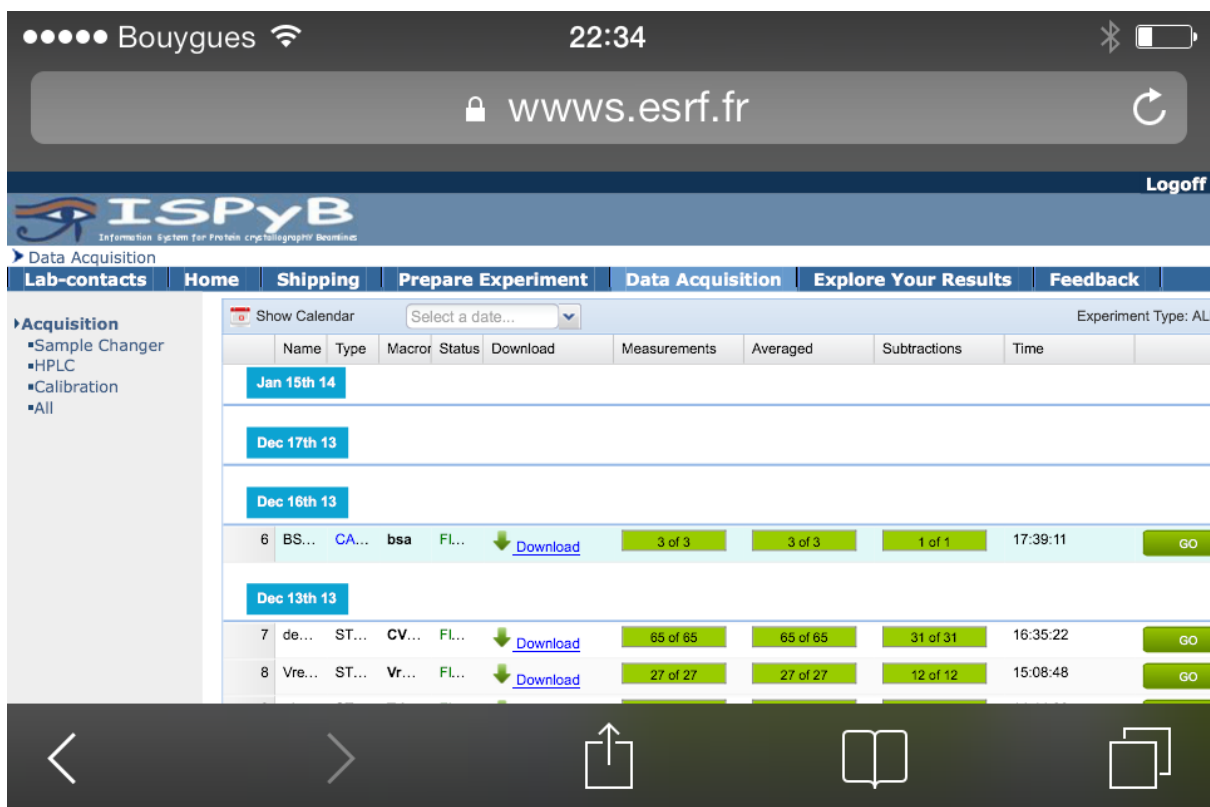 Bouygues 22:34
wwws.esrf.fr
Logoff
ISPyB
Information System for Protein crystallography Beamlines
Data Acquisition
Lab-contacts Home Shipping Prepare Experiment Data Acquisition Explore Your Results Feedback
Acquisition
Sample Changer
HPLC
Calibration
All
Show Calendar Select a date... Experiment Type: AL
Name Type Macror Status Download Measurements Averaged Subtractions Time
Jan 15th 14
Dec 17th 13
Dec 16th 13
6 BS... CA... bsa FI... Download 3 of 3 3 of 3 1 of 1 17:39:11 GO
Dec 13th 13
7 de... ST... CV... FI... Download 65 of 65 65 of 65 31 of 31 16:35:22 GO
8 Vre... ST... Vr... FI... Download 27 of 27 27 of 27 12 of 12 15:08:48 GO